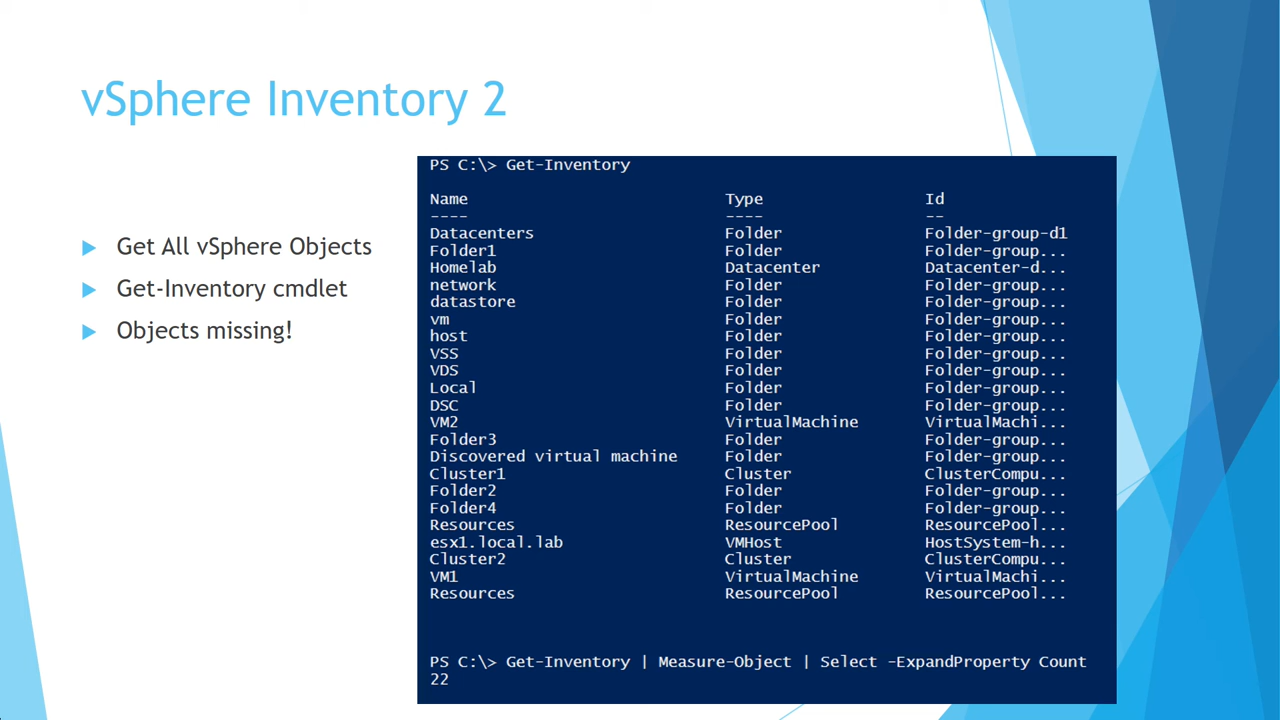 vSphere Inventory 2
Get All vSphere Objects
Get-Inventory cmdlet
Objects missing!
PS C:\> Get-Inventory
Name Type Id
---- ---- --
Datacenters Folder Folder-group-d1
Folder1 Folder Folder-group...
Homelab Datacenter Datacenter-d...
network Folder Folder-group...
datastore Folder Folder-group...
vm Folder Folder-group...
host Folder Folder-group...
VSS Folder Folder-group...
VDS Folder Folder-group...
Local Folder Folder-group...
DSC Folder Folder-group...
VM2 VirtualMachine VirtualMachi...
Folder3 Folder Folder-group...
Discovered virtual machine Folder Folder-group...
Cluster1 Cluster ClusterCompu...
Folder2 Folder Folder-group...
Folder4 Folder Folder-group...
Resources ResourcePool ResourcePool...
esx1.local.lab VMHost HostSystem-h...
Cluster2 Cluster ClusterCompu...
VM1 VirtualMachine VirtualMachi...
Resources ResourcePool ResourcePool...
PS C:\> Get-Inventory | Measure-Object | Select -ExpandProperty Count
22